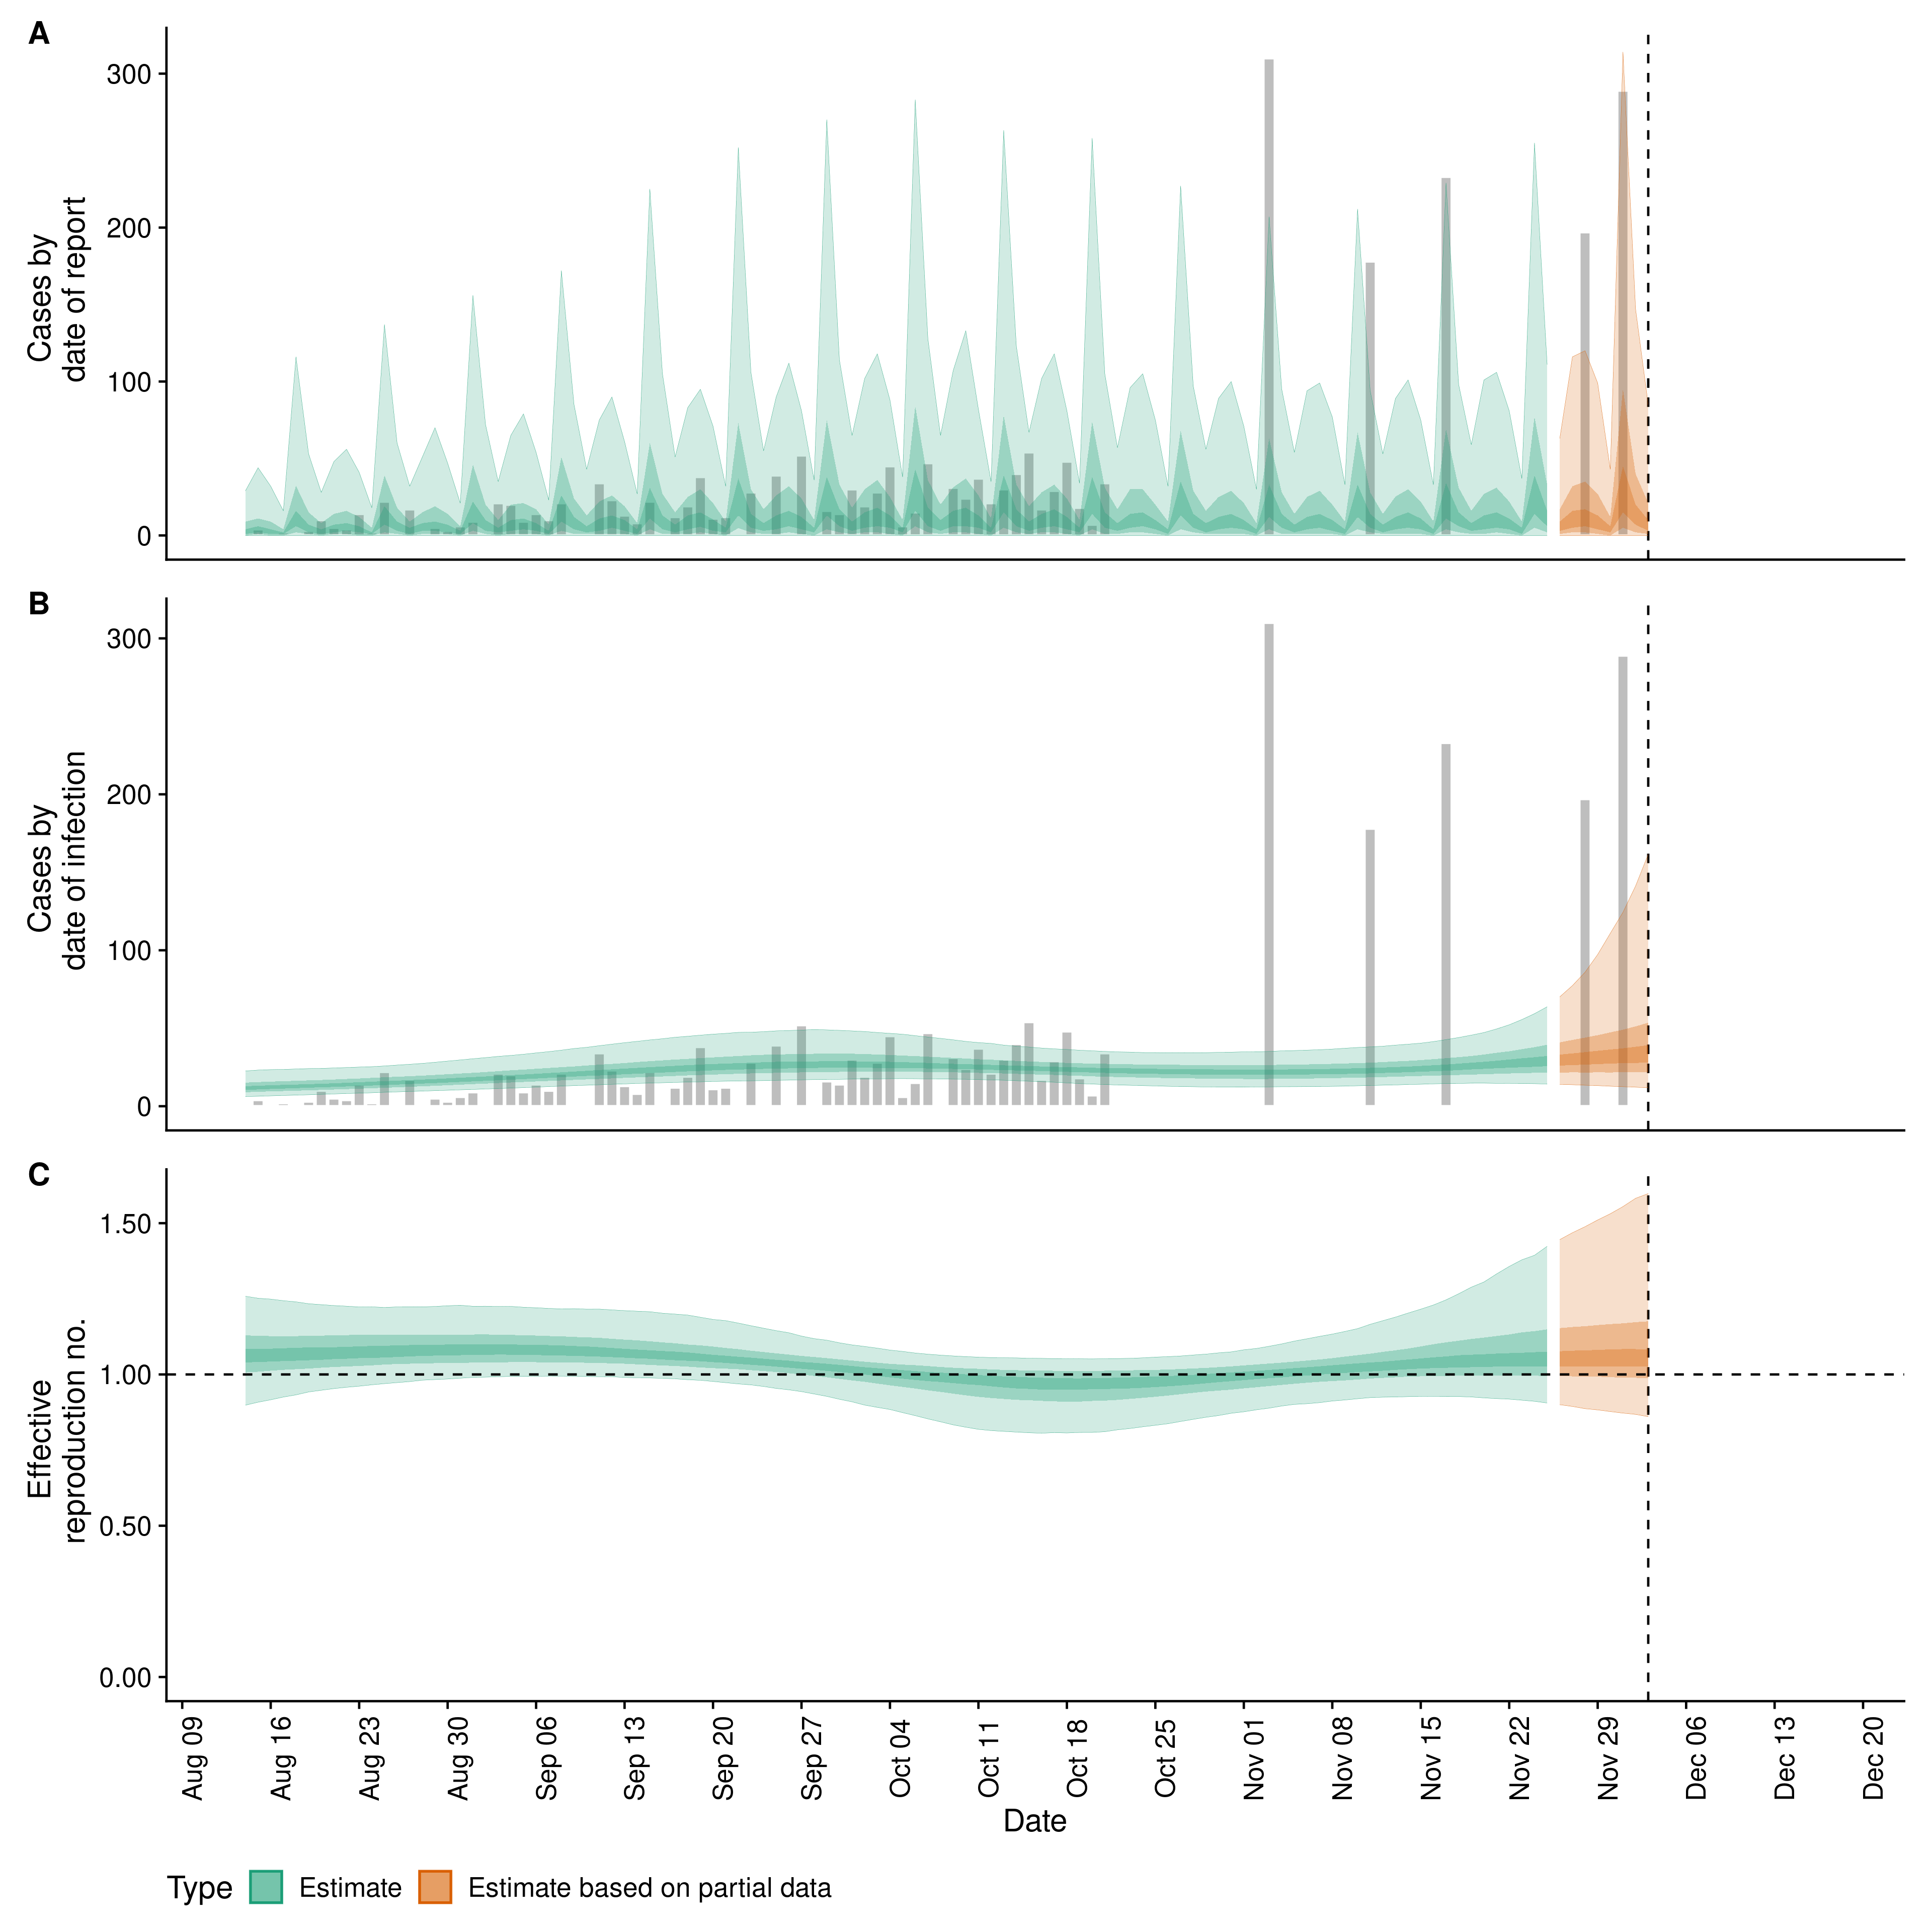 A
Cases by
date of report
300
200
100
0
B
Cases by
date of infection
300
200
100
0
C
Effective
reproduction no.
1.50
1.00
0.50
0.00
Aug 09
Aug 16
Aug 23
Aug 30
Sep 06
Sep 13
Sep 20
Sep 27
Oct 04
Oct 11
Oct 18
Oct 25
Nov 01
Nov 08
Nov 15
Nov 22
Nov 29
Dec 06
Dec 13
Dec 20
Date
Type Estimate Estimate based on partial data